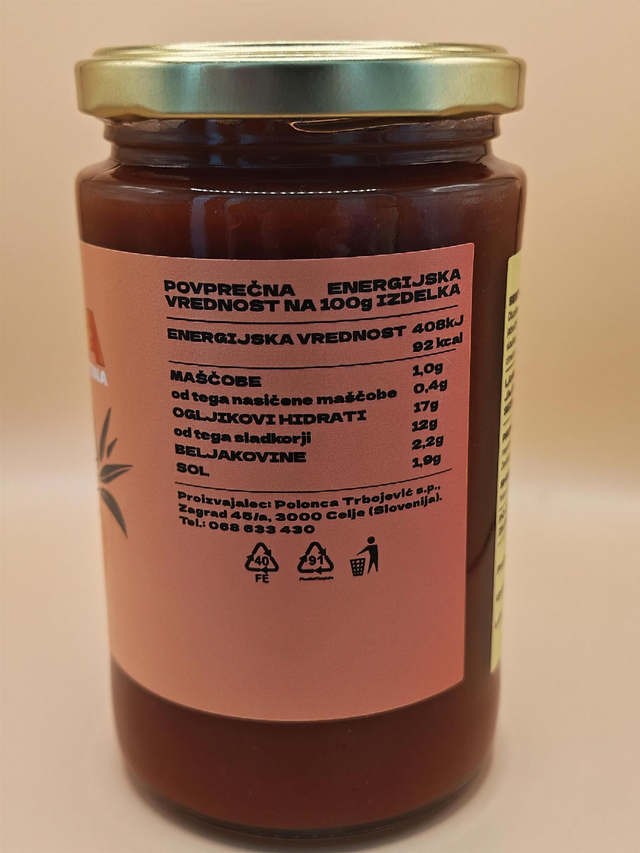 POVPREČNA ENERGIJSKA
VREDNOST NA 100g IZDELKA
ENERGIJSKA VREDNOST 408kJ
92 kcal
MAŠČOBE 1,0g
od tega nasičene maščobe 0,4g
OGLJIKOVI HIDRATI 17g
od tega sladkorji 12g
BELJAKOVINE 2,2g
SOL 1,9g
Proizvajalec: Polonca Trbojević s.p.,
Zagrad 45/a, 3000 Celje (Slovenija).
Tel.: 068 633 430
40 91
FE